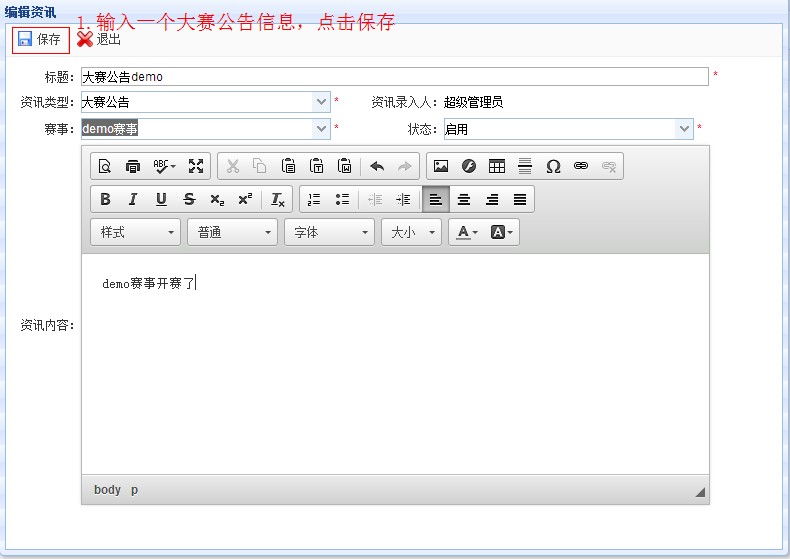 编辑资讯
1.输入一个大赛公告信息，点击保存
保存 退出
标题： 大赛公告demo *
资讯类型： 大赛公告 * 资讯录入人： 超级管理员
赛事： demo赛事 * 状态： 启用 *
ABC T W Ω
B I U S x₂ x² Tx
样式 普通 字体 大小 A A
demo赛事开赛了
资讯内容：
body p